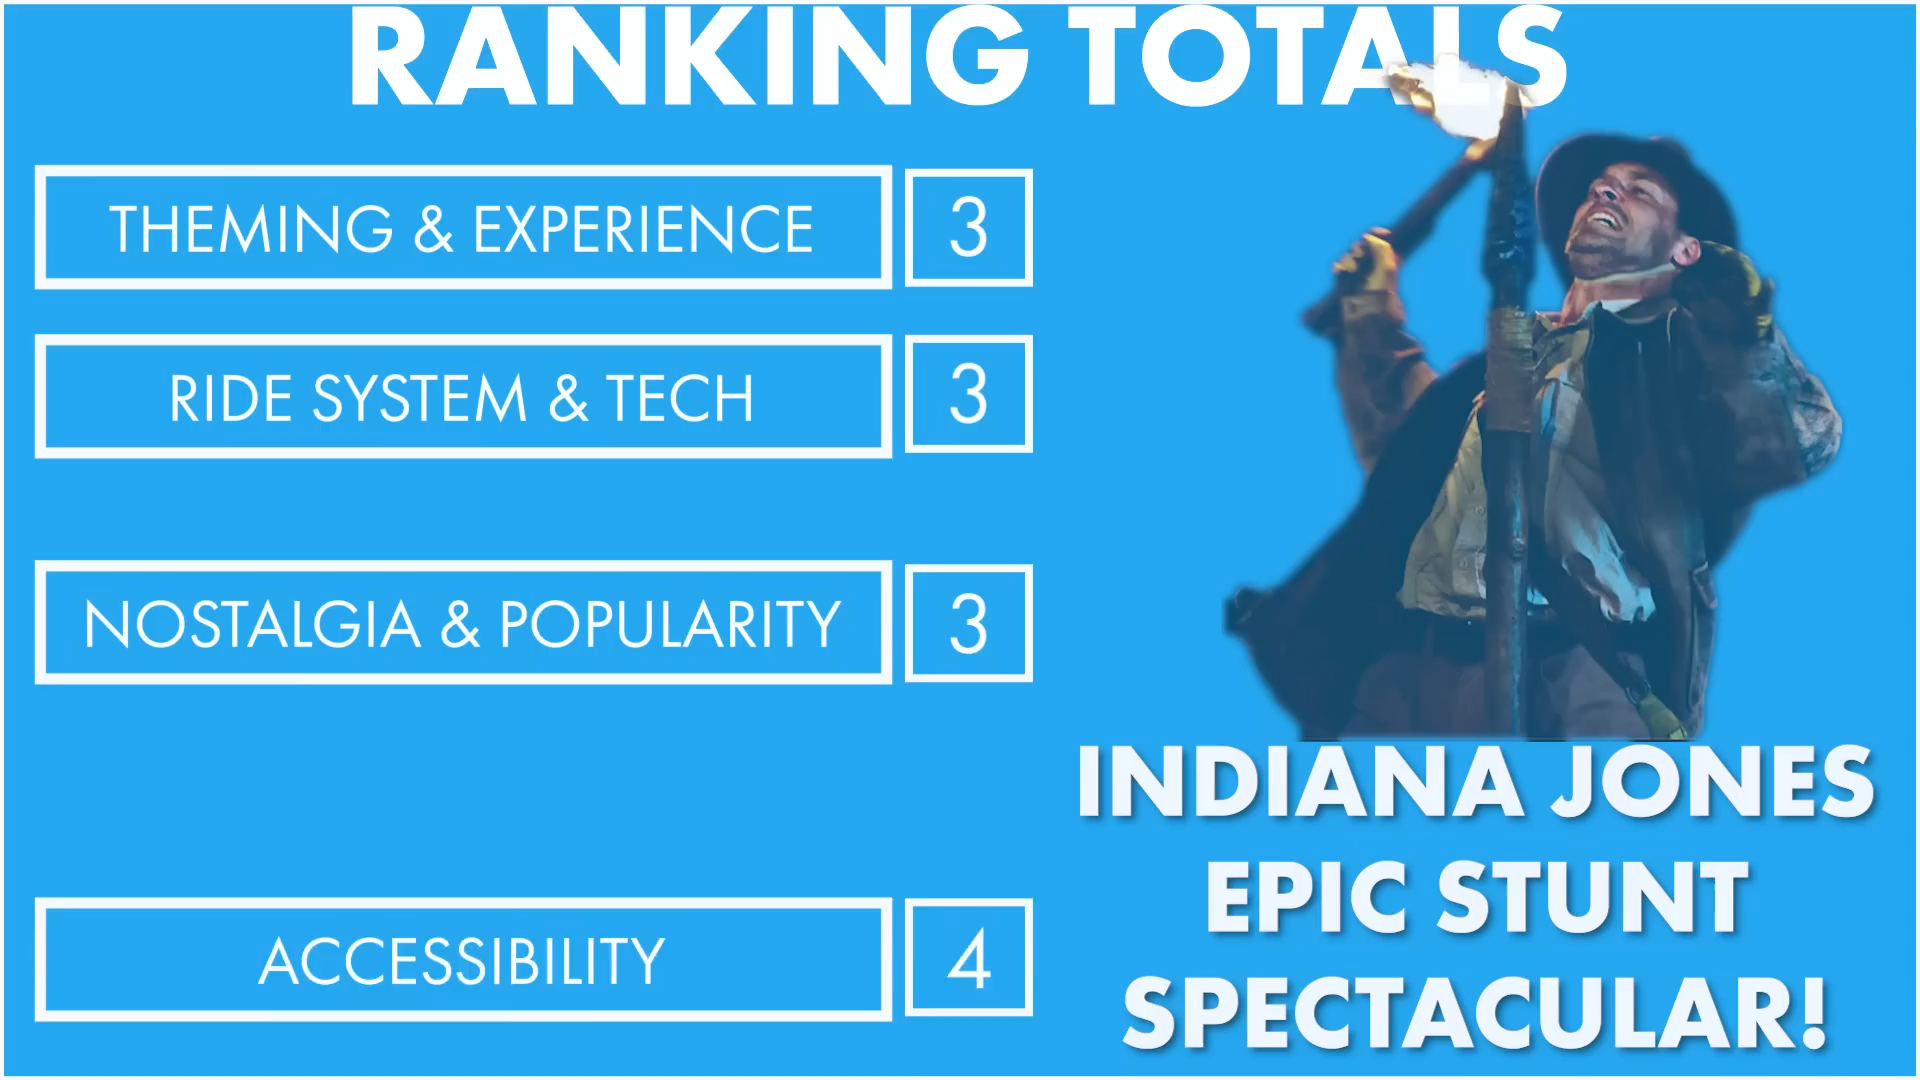 RANKING TOTALS
THEMING & EXPERIENCE 3
RIDE SYSTEM & TECH 3
NOSTALGIA & POPULARITY 3
ACCESSIBILITY 4
INDIANA JONES
EPIC STUNT
SPECTACULAR!